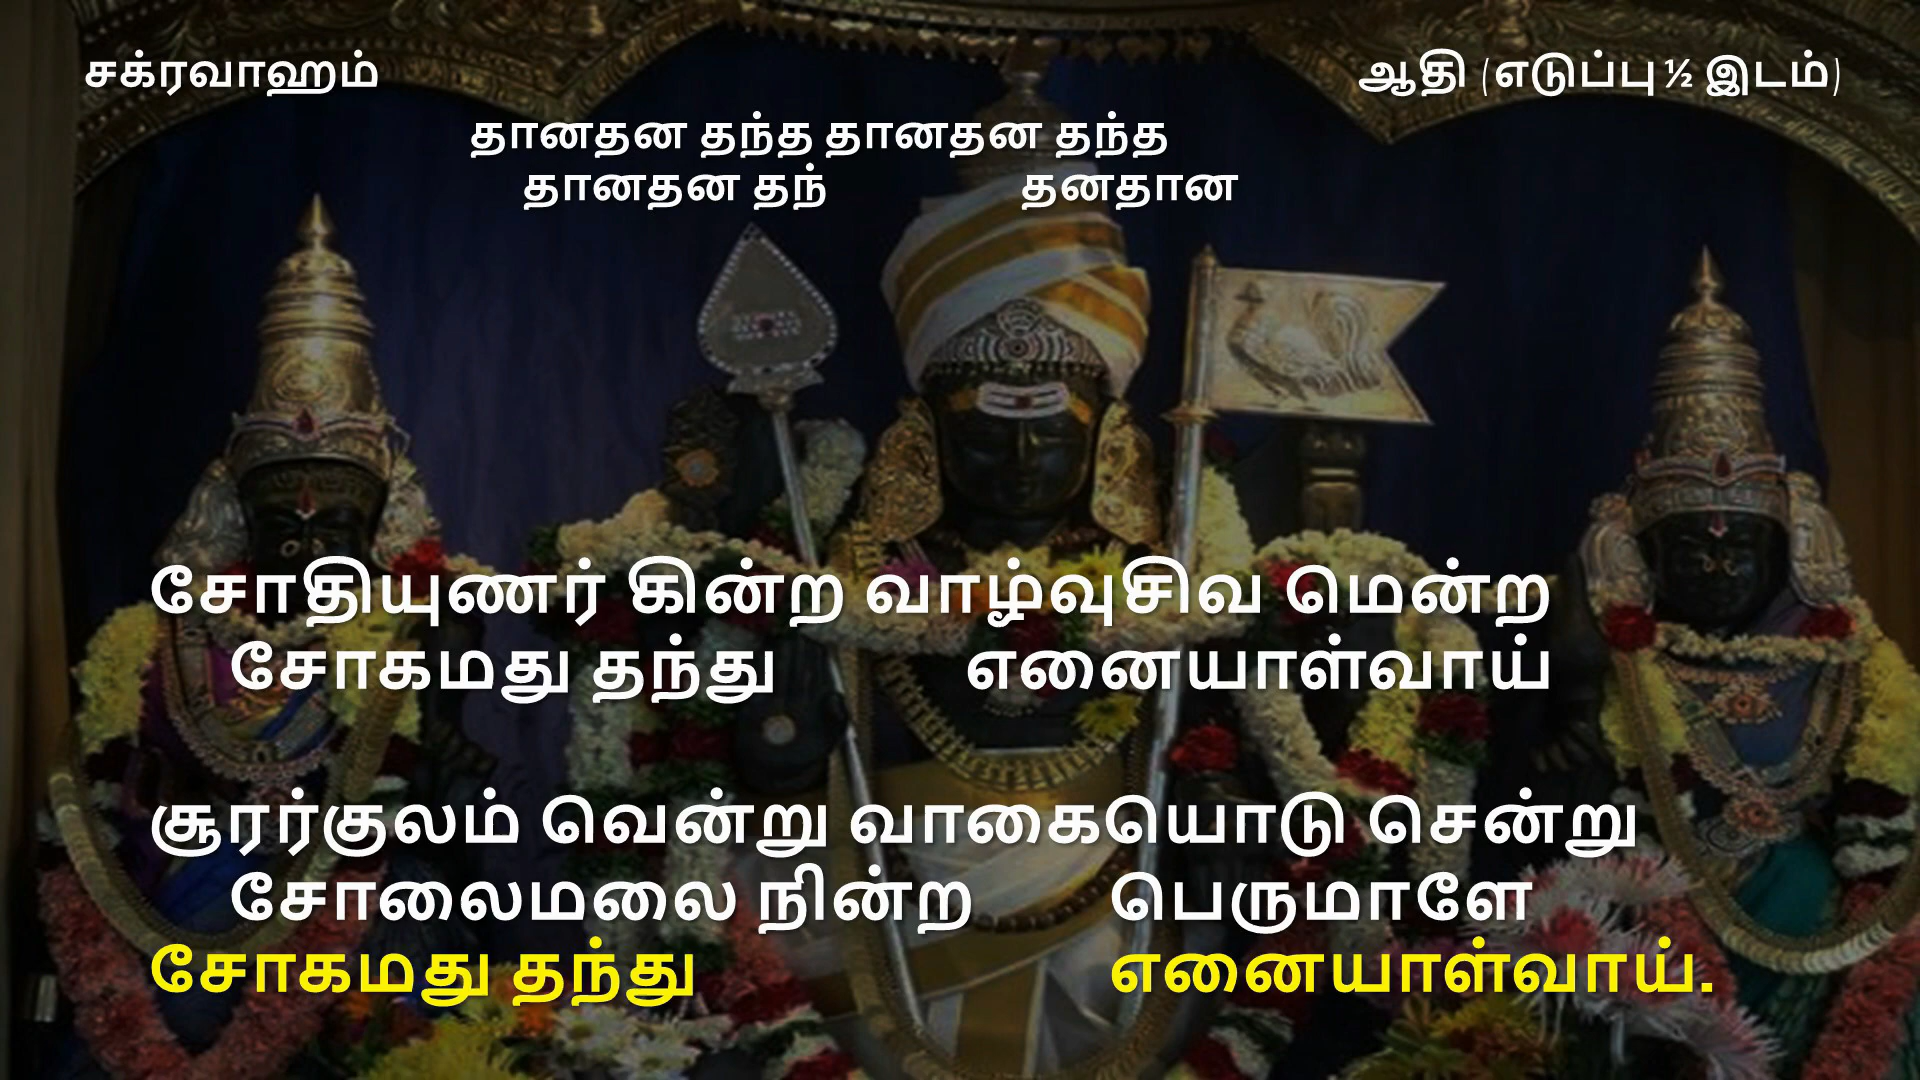 சக்ரவாஹம் ஆதி (எடுப்பு ½ இடம்)
தானதன தந்த தானதன தந்த
தானதன தந் தனதான
சோதியுணர் கின்ற வாழ்வுசிவ மென்ற
சோகமது தந்து எனையாள்வாய்
சூரர்குலம் வென்று வாகையொடு சென்று
சோலைமலை நின்ற பெருமாளே
சோகமது தந்து எனையாள்வாய்.